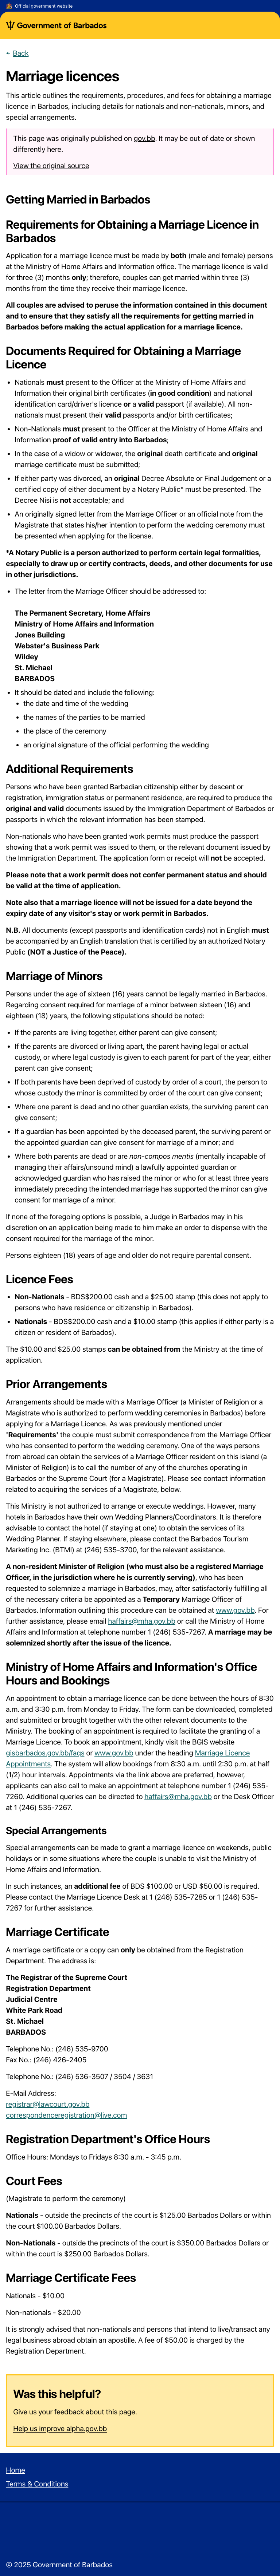 Official government website
Government of Barbados
Back
Marriage licences
This article outlines the requirements, procedures, and fees for obtaining a marriage
licence in Barbados, including details for nationals and non-nationals, minors, and
special arrangements.
This page was originally published on gov.bb. It may be out of date or shown
differently here.
View the original source
Getting Married in Barbados
Requirements for Obtaining a Marriage Licence in
Barbados
Application for a marriage licence must be made by both (male and female) persons
at the Ministry of Home Affairs and Information office. The marriage licence is valid
for three (3) months only; therefore, couples can get married within three (3)
months from the time they receive their marriage licence.
All couples are advised to peruse the information contained in this document
and to ensure that they satisfy all the requirements for getting married in
Barbados before making the actual application for a marriage licence.
Documents Required for Obtaining a Marriage
Licence
• Nationals must present to the Officer at the Ministry of Home Affairs and
Information their original birth certificates (in good condition) and national
identification card/driver's licence or a valid passport (if available). All non-
nationals must present their valid passports and/or birth certificates;
• Non-Nationals must present to the Officer at the Ministry of Home Affairs and
Information proof of valid entry into Barbados;
• In the case of a widow or widower, the original death certificate and original
marriage certificate must be submitted;
• If either party was divorced, an original Decree Absolute or Final Judgement or a
certified copy of either document by a Notary Public* must be presented. The
Decree Nisi is not acceptable; and
• An originally signed letter from the Marriage Officer or an official note from the
Magistrate that states his/her intention to perform the wedding ceremony must
be presented when applying for the license.
*A Notary Public is a person authorized to perform certain legal formalities,
especially to draw up or certify contracts, deeds, and other documents for use
in other jurisdictions.
• The letter from the Marriage Officer should be addressed to:
The Permanent Secretary, Home Affairs
Ministry of Home Affairs and Information
Jones Building
Webster's Business Park
Wildey
St. Michael
BARBADOS
• It should be dated and include the following:
• the date and time of the wedding
• the names of the parties to be married
• the place of the ceremony
• an original signature of the official performing the wedding
Additional Requirements
Persons who have been granted Barbadian citizenship either by descent or
registration, immigration status or permanent residence, are required to produce the
original and valid documents issued by the Immigration Department of Barbados or
passports in which the relevant information has been stamped.
Non-nationals who have been granted work permits must produce the passport
showing that a work permit was issued to them, or the relevant document issued by
the Immigration Department. The application form or receipt will not be accepted.
Please note that a work permit does not confer permanent status and should
be valid at the time of application.
Note also that a marriage licence will not be issued for a date beyond the
expiry date of any visitor's stay or work permit in Barbados.
N.B. All documents (except passports and identification cards) not in English must
be accompanied by an English translation that is certified by an authorized Notary
Public (NOT a Justice of the Peace).
Marriage of Minors
Persons under the age of sixteen (16) years cannot be legally married in Barbados.
Regarding consent required for marriage of a minor between sixteen (16) and
eighteen (18) years, the following stipulations should be noted:
• If the parents are living together, either parent can give consent;
• If the parents are divorced or living apart, the parent having legal or actual
custody, or where legal custody is given to each parent for part of the year, either
parent can give consent;
• If both parents have been deprived of custody by order of a court, the person to
whose custody the minor is committed by order of the court can give consent;
• Where one parent is dead and no other guardian exists, the surviving parent can
give consent;
• If a guardian has been appointed by the deceased parent, the surviving parent or
the appointed guardian can give consent for marriage of a minor; and
• Where both parents are dead or are non-compos mentis (mentally incapable of
managing their affairs/unsound mind) a lawfully appointed guardian or
acknowledged guardian who has raised the minor or who for at least three years
immediately preceding the intended marriage has supported the minor can give
consent for marriage of a minor.
If none of the foregoing options is possible, a Judge in Barbados may in his
discretion on an application being made to him make an order to dispense with the
consent required for the marriage of the minor.
Persons eighteen (18) years of age and older do not require parental consent.
Licence Fees
• Non-Nationals - BDS$200.00 cash and a $25.00 stamp (this does not apply to
persons who have residence or citizenship in Barbados).
• Nationals - BDS$200.00 cash and a $10.00 stamp (this applies if either party is a
citizen or resident of Barbados).
The $10.00 and $25.00 stamps can be obtained from the Ministry at the time of
application.
Prior Arrangements
Arrangements should be made with a Marriage Officer (a Minister of Religion or a
Magistrate who is authorized to perform wedding ceremonies in Barbados) before
applying for a Marriage Licence. As was previously mentioned under
'Requirements' the couple must submit correspondence from the Marriage Officer
who has consented to perform the wedding ceremony. One of the ways persons
from abroad can obtain the services of a Marriage Officer resident on this island (a
Minister of Religion) is to call the number of any of the churches operating in
Barbados or the Supreme Court (for a Magistrate). Please see contact information
related to acquiring the services of a Magistrate, below.
This Ministry is not authorized to arrange or execute weddings. However, many
hotels in Barbados have their own Wedding Planners/Coordinators. It is therefore
advisable to contact the hotel (if staying at one) to obtain the services of its
Wedding Planner. If staying elsewhere, please contact the Barbados Tourism
Marketing Inc. (BTMI) at (246) 535-3700, for the relevant assistance.
A non-resident Minister of Religion (who must also be a registered Marriage
Officer, in the jurisdiction where he is currently serving), who has been
requested to solemnize a marriage in Barbados, may, after satisfactorily fulfilling all
of the necessary criteria be appointed as a Temporary Marriage Officer of
Barbados. Information outlining this procedure can be obtained at www.gov.bb. For
further assistance, please email haffairs@mha.gov.bb or call the Ministry of Home
Affairs and Information at telephone number 1 (246) 535-7267. A marriage may be
solemnized shortly after the issue of the licence.
Ministry of Home Affairs and Information's Office
Hours and Bookings
An appointment to obtain a marriage licence can be done between the hours of 8:30
a.m. and 3:30 p.m. from Monday to Friday. The form can be downloaded, completed
and submitted, along with the other necessary relevant documents to the
Ministry. The booking of an appointment is required to facilitate the granting of a
Marriage Licence. To book an appointment, kindly visit the BGIS website
gisbarbados.gov.bb/faqs or www.gov.bb under the heading Marriage Licence
Appointments. The system will allow bookings from 8:30 a.m. until 2:30 p.m. at half
(1/2) hour intervals. Appointments via the link above are preferred, however,
applicants can also book an appointment at telephone number 1 (246) 535-
7260. Additional queries can be directed to haffairs@mha.gov.bb or the Desk Officer
at 1 (246) 535-7267.
Special Arrangements
Special arrangements can be made to grant a marriage licence on weekends, public
holidays or in some situations where the couple is unable to visit the Ministry of
Home Affairs and Information.
In such instances, an additional fee of BDS $100.00 or USD $50.00 is required.
Please contact the Marriage Licence Desk at 1 (246) 535-7285 or 1 (246) 535-
7267 for further assistance.
Marriage Certificate
A marriage certificate or a copy can only be obtained from the Registration
Department. The address is:
The Registrar of the Supreme Court
Registration Department
Judicial Centre
White Park Road
St. Michael
BARBADOS
Telephone No.: (246) 535-9700
Fax No.: (246) 426-2405
Telephone No.: (246) 536-3507 / 3504 / 3631
E-Mail Address:
registrar@lawcourt.gov.bb
correspondenceregistration@live.com
Registration Department's Office Hours
Office Hours: Mondays to Fridays 8:30 a.m. - 3:45 p.m.
Court Fees
(Magistrate to perform the ceremony)
Nationals - outside the precincts of the court is $125.00 Barbados Dollars or within
the court $100.00 Barbados Dollars.
Non-Nationals - outside the precincts of the court is $350.00 Barbados Dollars or
within the court is $250.00 Barbados Dollars.
Marriage Certificate Fees
Nationals - $10.00
Non-nationals - $20.00
It is strongly advised that non-nationals and persons that intend to live/transact any
legal business abroad obtain an apostille. A fee of $50.00 is charged by the
Registration Department.
Was this helpful?
Give us your feedback about this page.
Help us improve alpha.gov.bb
Home
Terms & Conditions
© 2025 Government of Barbados